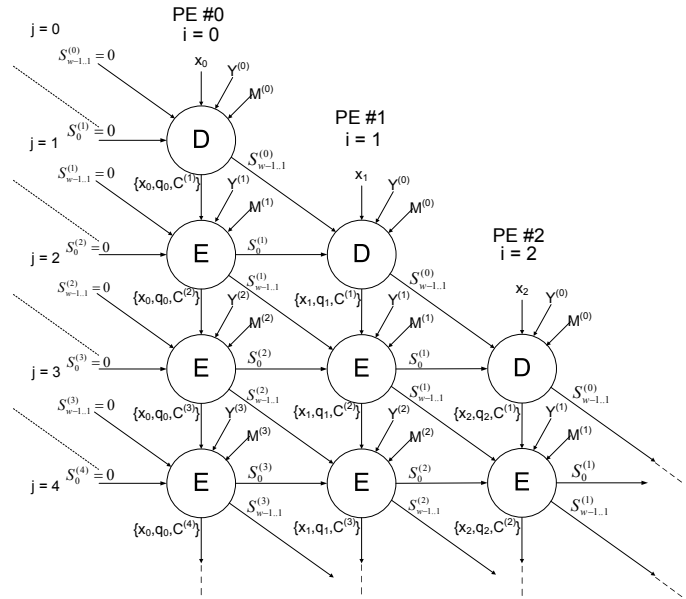 PE #0
j = 0
i = 0
S_{w-1..1}^{(0)} = 0
x_0
Y^{(0)}
M^{(0)}
PE #1
i = 1
j = 1
S_0^{(1)} = 0
D
S_{w-1..1}^{(0)}
S_{w-1..1}^{(1)} = 0
{x_0,q_0,C^{(1)}}
Y^{(1)}
M^{(1)}
x_1
Y^{(0)}
M^{(0)}
PE #2
i = 2
j = 2
S_0^{(2)} = 0
E
S_0^{(1)}
D
S_{w-1..1}^{(0)}
S_{w-1..1}^{(2)} = 0
{x_0,q_0,C^{(2)}}
Y^{(2)}
M^{(2)}
S_{w-1..1}^{(1)}
{x_1,q_1,C^{(1)}}
Y^{(1)}
M^{(1)}
x_2
Y^{(0)}
M^{(0)}
j = 3
S_0^{(3)} = 0
E
S_0^{(2)}
E
S_0^{(1)}
D
S_{w-1..1}^{(0)}
S_{w-1..1}^{(3)} = 0
{x_0,q_0,C^{(3)}}
Y^{(3)}
M^{(3)}
S_{w-1..1}^{(2)}
{x_1,q_1,C^{(2)}}
Y^{(2)}
M^{(2)}
S_{w-1..1}^{(1)}
{x_2,q_2,C^{(1)}}
Y^{(1)}
M^{(1)}
j = 4
S_0^{(4)} = 0
E
S_0^{(3)}
E
S_0^{(2)}
E
S_0^{(1)}
{x_0,q_0,C^{(4)}}
S_{w-1..1}^{(3)}
{x_1,q_1,C^{(3)}}
S_{w-1..1}^{(2)}
{x_2,q_2,C^{(2)}}
S_{w-1..1}^{(1)}